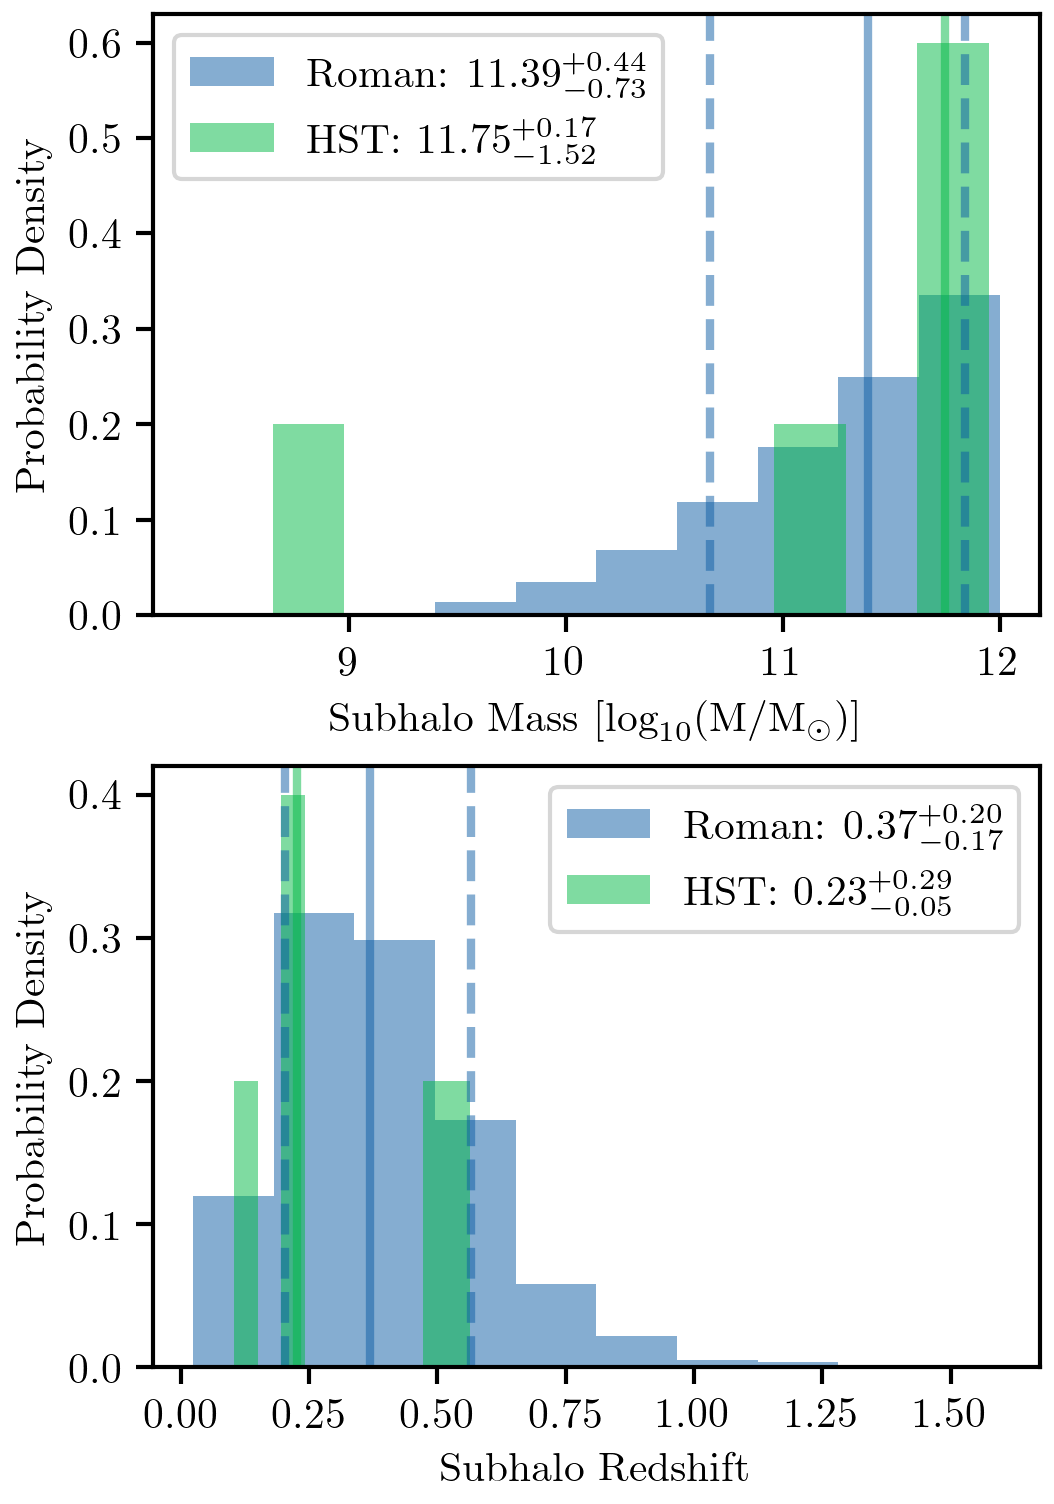 0.6
0.5
0.4
0.3
0.2
0.1
0.0
Probability Density
Roman: 11.39^{+0.44}_{-0.73}
HST: 11.75^{+0.17}_{-1.52}
9 10 11 12
Subhalo Mass [log₁₀(M/M⊙)]
0.4
0.3
0.2
0.1
0.0
Probability Density
Roman: 0.37^{+0.20}_{-0.17}
HST: 0.23^{+0.29}_{-0.05}
0.00 0.25 0.50 0.75 1.00 1.25 1.50
Subhalo Redshift